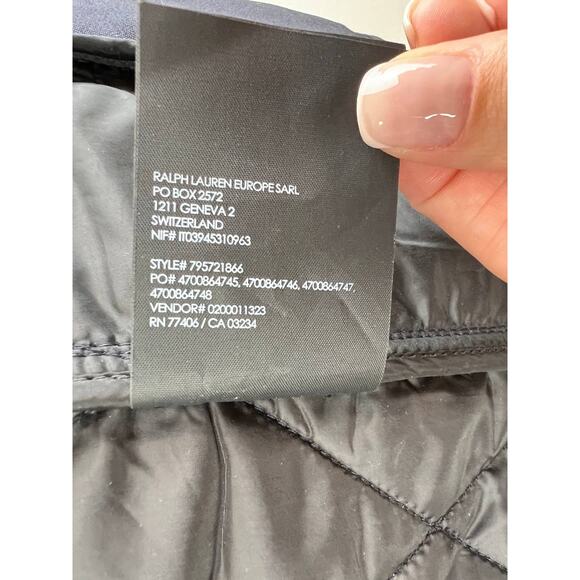 RALPH LAUREN EUROPE SARL
PO BOX 2572
1211 GENEVA 2
SWITZERLAND
NIF# IT03945310963
STYLE# 795721866
PO# 4700864745, 4700864746, 4700864747,
4700864748
VENDOR# 0200011323
RN 77406 / CA 03234